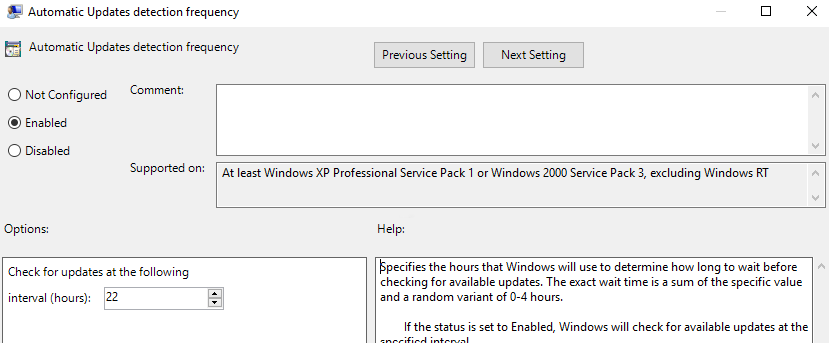 Automatic Updates detection frequency
Automatic Updates detection frequency
Previous Setting
Next Setting
Not Configured
Comment:
Enabled
Disabled
Supported on:
At least Windows XP Professional Service Pack 1 or Windows 2000 Service Pack 3, excluding Windows RT
Options:
Help:
Check for updates at the following
interval (hours):
22
Specifies the hours that Windows will use to determine how long to wait before
checking for available updates. The exact wait time is a sum of the specific value
and a random variant of 0-4 hours.
If the status is set to Enabled, Windows will check for available updates at the
specified interval.